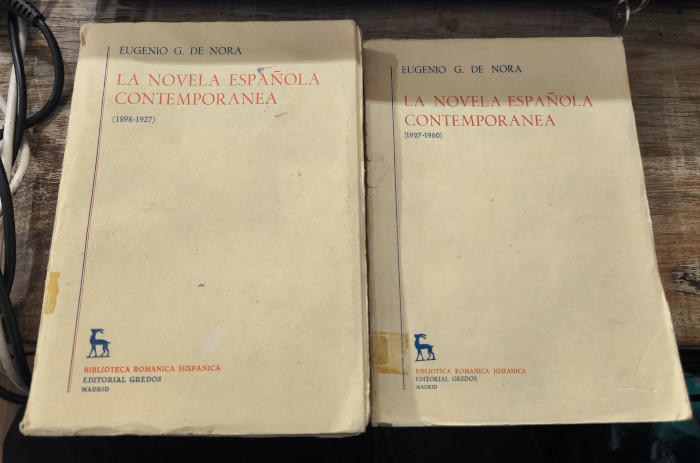 EUGENIO G. DE NORA
LA NOVELA ESPAÑOLA
CONTEMPORANEA
(1898-1927)
BIBLIOTECA ROMANICA HISPANICA
EDITORIAL GREDOS
MADRID
EUGENIO G. DE NORA
LA NOVELA ESPAÑOLA
CONTEMPORANEA
(1927-1960)
BIBLIOTECA ROMANICA HISPANICA
EDITORIAL GREDOS
MADRID